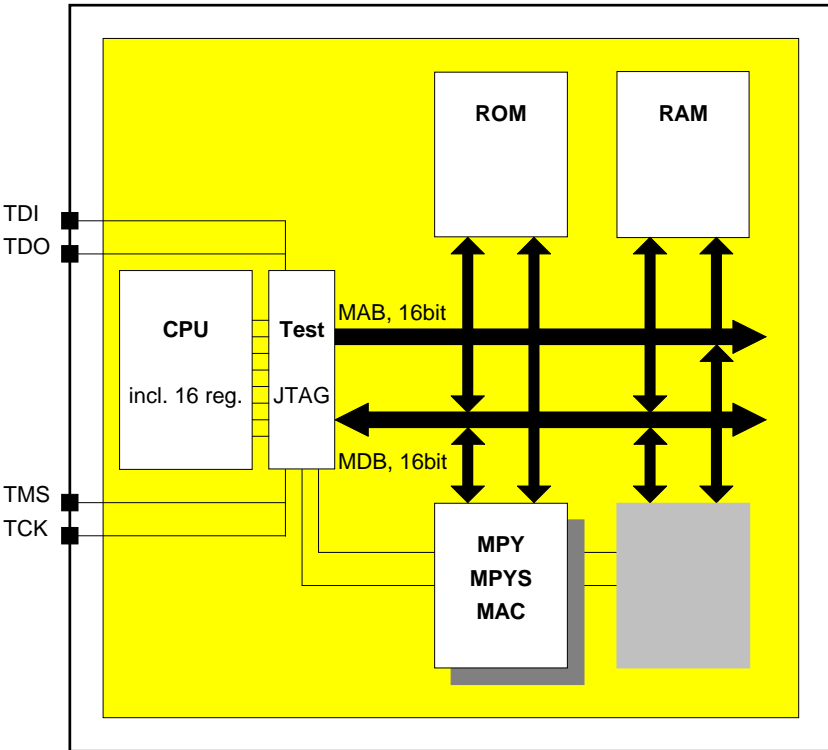 ROM
RAM
TDI
TDO
MAB, 16bit
CPU
Test
incl. 16 reg.
JTAG
MDB, 16bit
TMS
TCK
MPY
MPYS
MAC